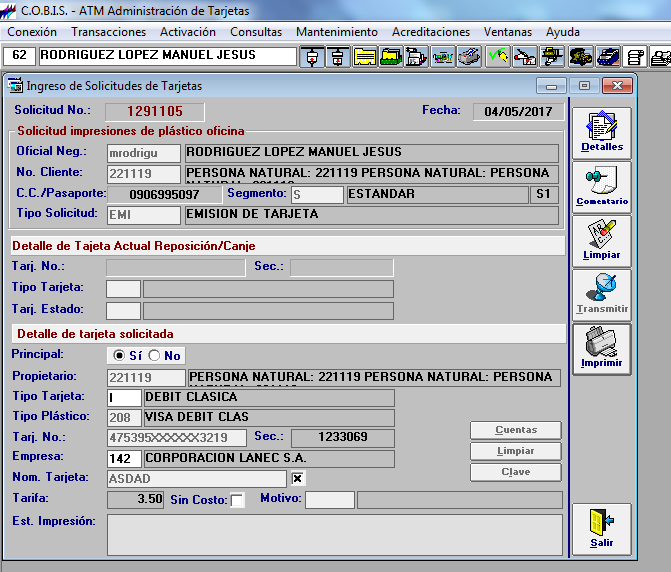 C.O.B.I.S. - ATM Administración de Tarjetas
Conexión Transacciones Activación Consultas Mantenimiento Acreditaciones Ventanas Ayuda
62 RODRIGUEZ LOPEZ MANUEL JESUS
Ingreso de Solicitudes de Tarjetas
Solicitud No.: 1291105 Fecha: 04/05/2017
Solicitud impresiones de plástico oficina
Oficial Neg.: mrodrigu RODRIGUEZ LOPEZ MANUEL JESUS
No. Cliente: 221119 PERSONA NATURAL: 221119 PERSONA NATURAL: PERSONA
C.C./Pasaporte: 0906995097 Segmento: S ESTANDAR S1
Tipo Solicitud: EMI EMISION DE TARJETA
Detalle de Tajeta Actual Reposición/Canje
Tarj. No.: Sec.:
Tipo Tarjeta:
Tarj. Estado:
Detalle de tarjeta solicitada
Principal: Sí No
Propietario: 221119 PERSONA NATURAL: 221119 PERSONA NATURAL: PERSONA
Tipo Tarjeta: I DEBIT CLASICA
Tipo Plástico: 208 VISA DEBIT CLAS
Tarj. No.: 475395XXXXXX3219 Sec.: 1233069
Empresa: 142 CORPORACION LANEC S.A.
Nom. Tarjeta: ASDAD
Tarifa: 3.50 Sin Costo: Motivo:
Est. Impresión:
Cuentas
Limpiar
Clave
Detalles
Comentario
Limpiar
Transmitir
Imprimir
Salir